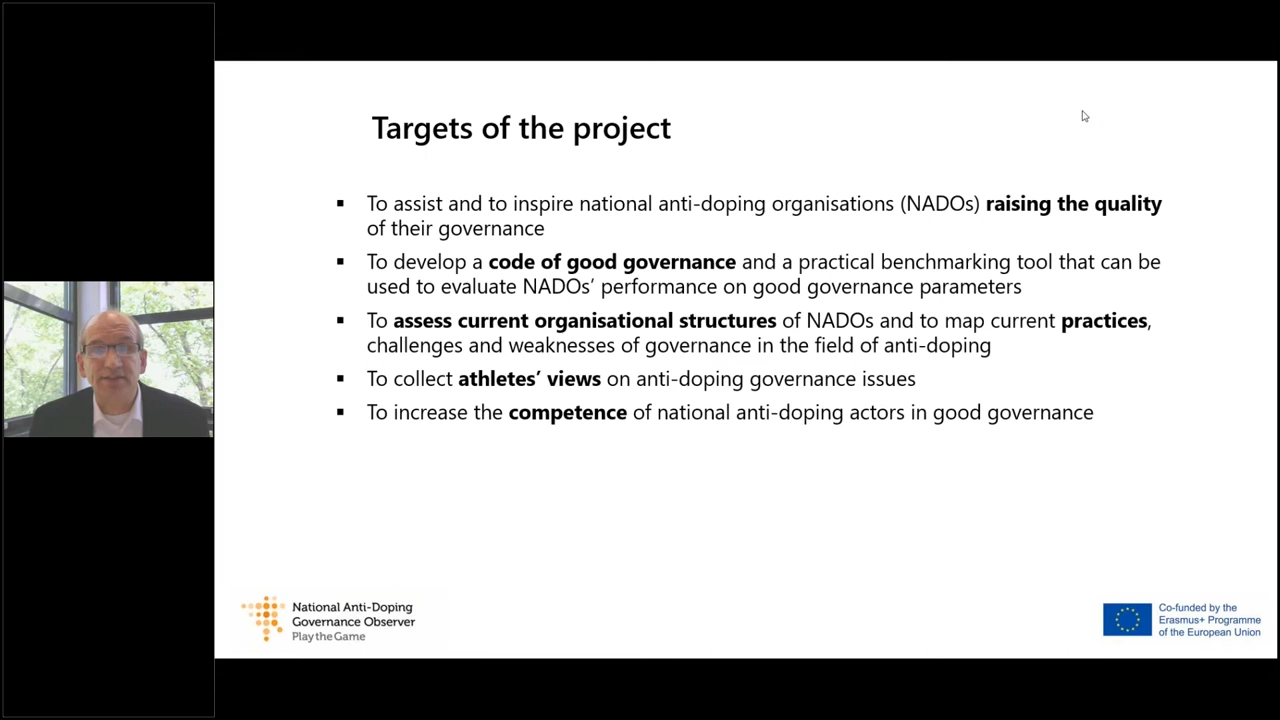 Targets of the project
▪ To assist and to inspire national anti-doping organisations (NADOs) raising the quality
of their governance
▪ To develop a code of good governance and a practical benchmarking tool that can be
used to evaluate NADOs’ performance on good governance parameters
▪ To assess current organisational structures of NADOs and to map current practices,
challenges and weaknesses of governance in the field of anti-doping
▪ To collect athletes’ views on anti-doping governance issues
▪ To increase the competence of national anti-doping actors in good governance
National Anti-Doping
Governance Observer
Play the Game
Co-funded by the
Erasmus+ Programme
of the European Union